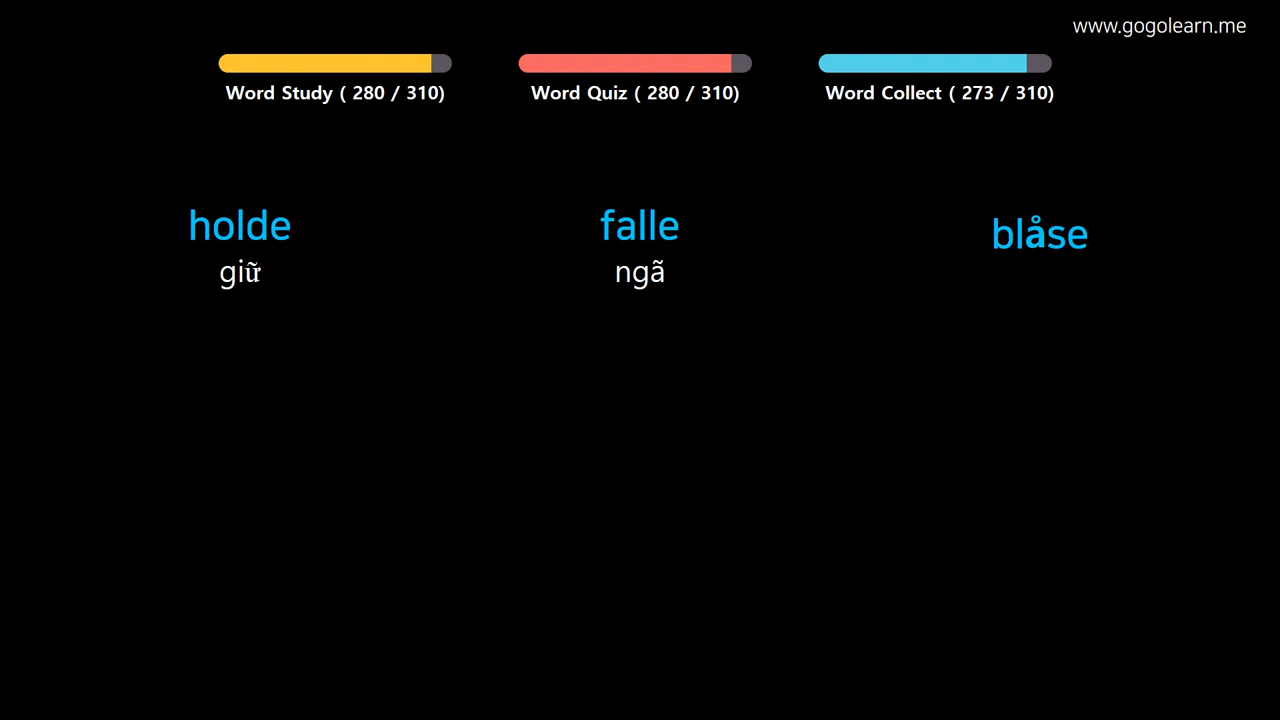 www.gogolearn.me
Word Study ( 280 / 310)
Word Quiz ( 280 / 310)
Word Collect ( 273 / 310)
holde
giữ
falle
ngã
blåse